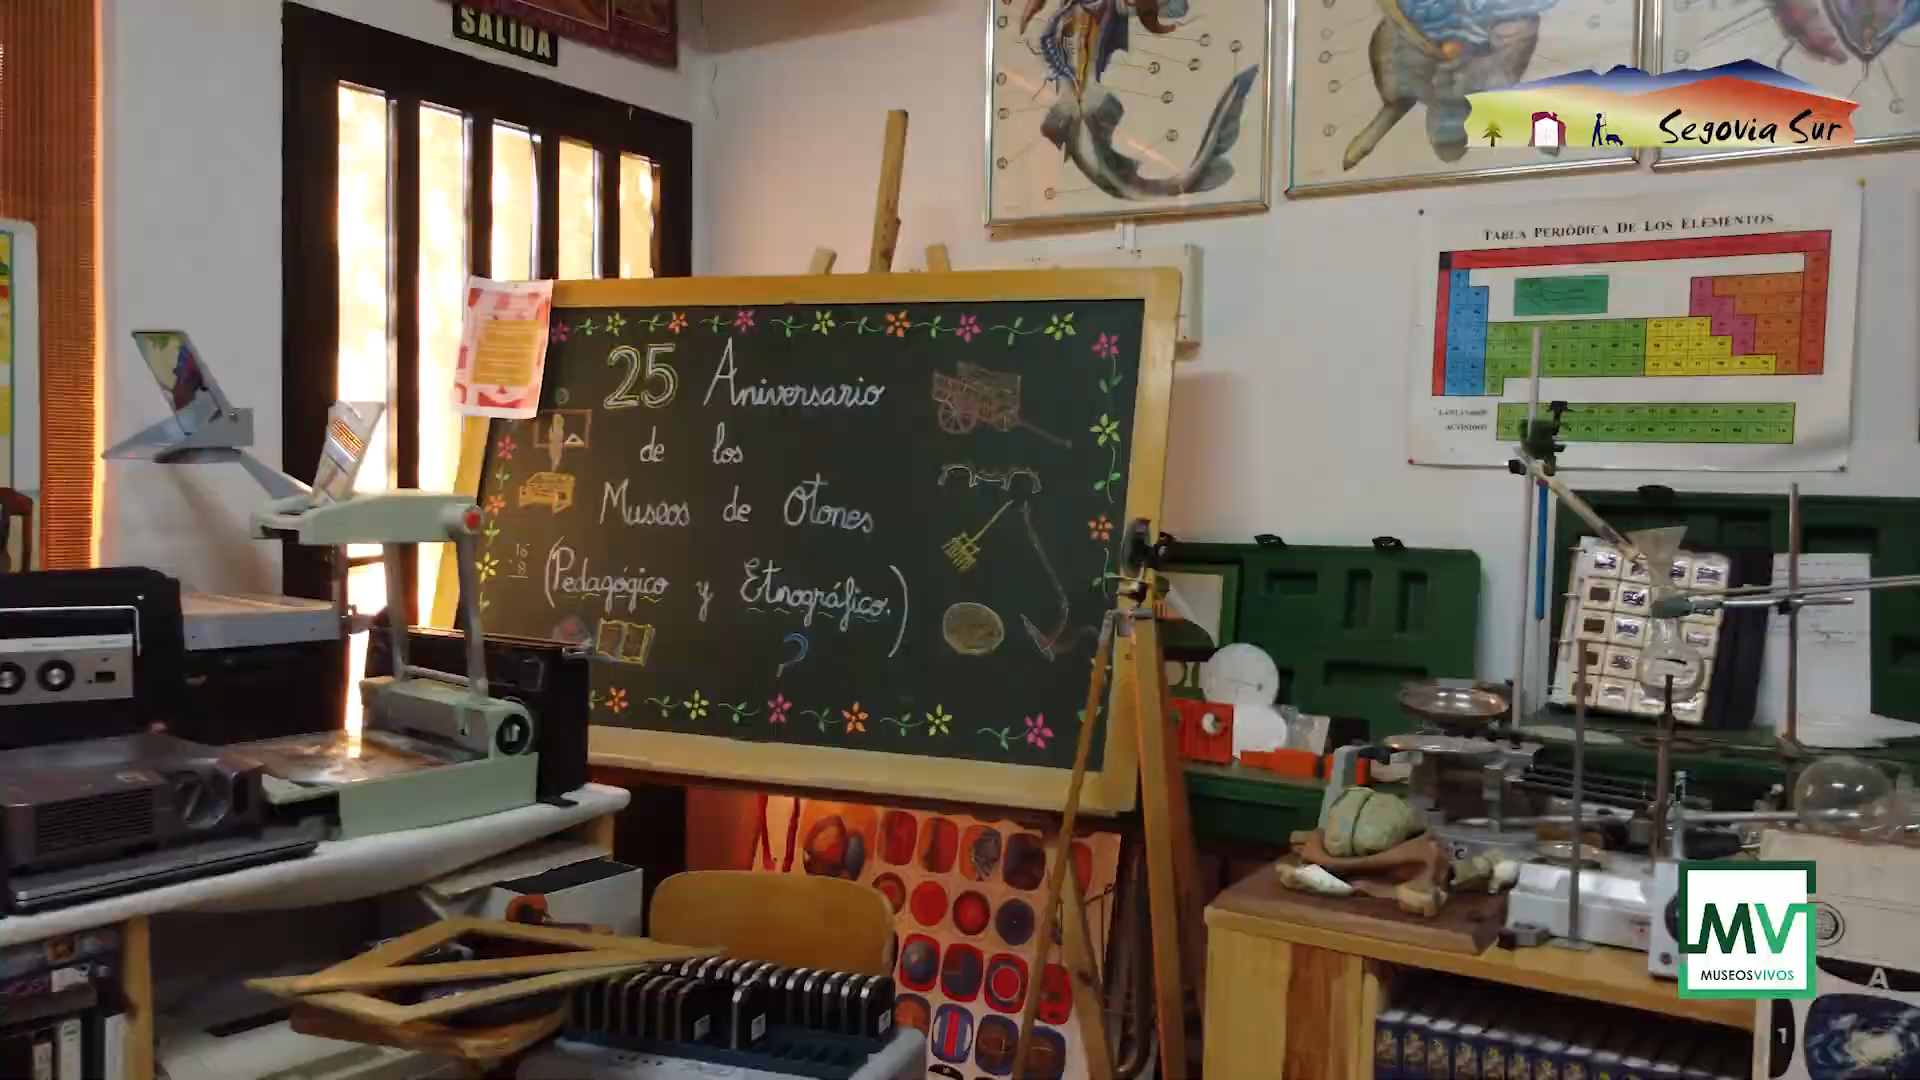 SALIDA
Segovia Sur
TABLA PERIÓDICA DE LOS ELEMENTOS
25 Aniversario
de los
Museos de Otones
(Pedagógico y Etnográfico.)
MV
MUSEOSVIVOS
A
1